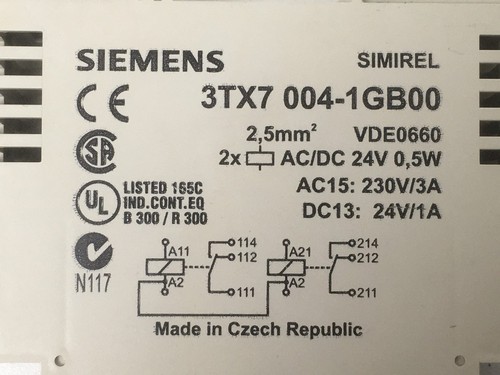 SIEMENS SIMIREL
CE 3TX7 004-1GB00
2,5mm² VDE0660
SA 2x AC/DC 24V 0,5W
UL LISTED 165C AC15: 230V/3A
IND.CONT.EQ DC13: 24V/1A
B 300 / R 300
N117
A11 114 A21 214
112 212
A2 111 A2 211
Made in Czech Republic